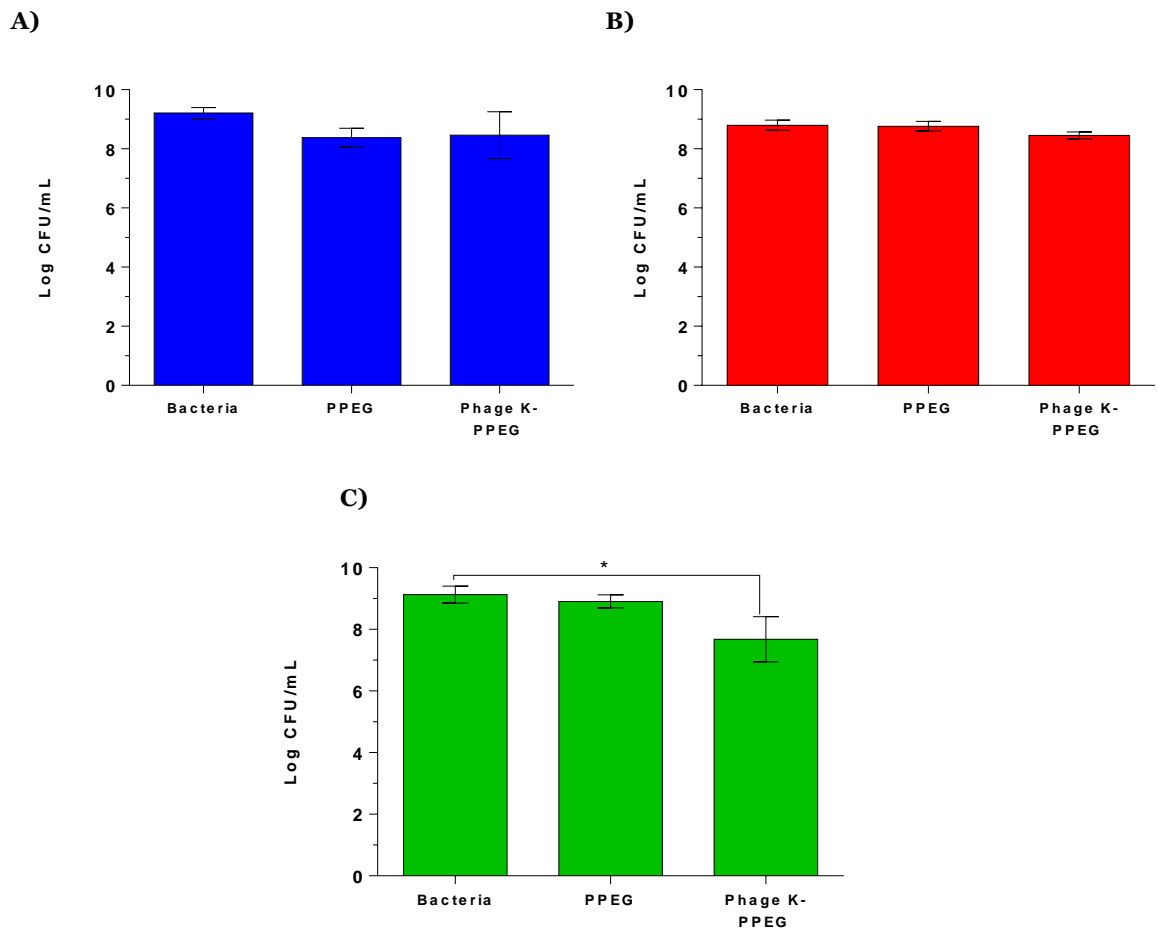 A)
B)
10
8
6
4
2
0
Log CFU/mL
Bacteria
PPEG
Phage K-
PPEG
10
8
6
4
2
0
Log CFU/mL
Bacteria
PPEG
Phage K-
PPEG
C)
10
8
6
4
2
0
Log CFU/mL
*
Bacteria
PPEG
Phage K-
PPEG